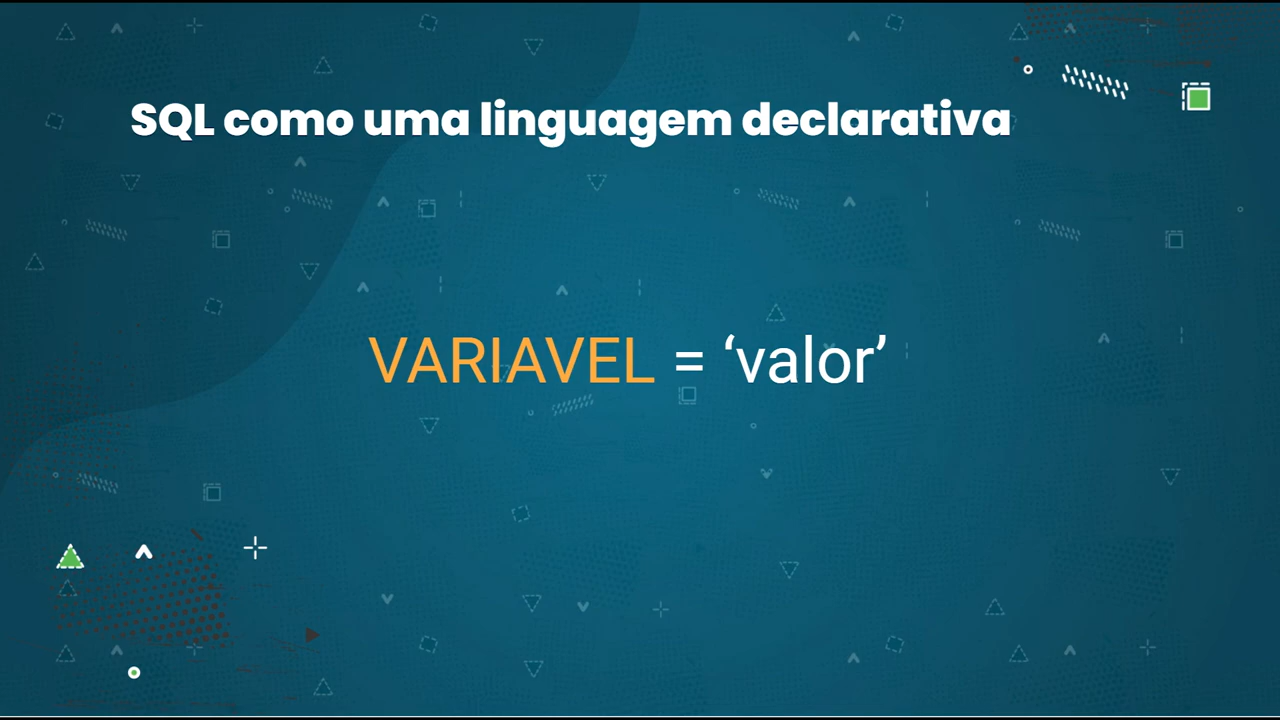 SQL como uma linguagem declarativa
VARIAVEL = ‘valor’